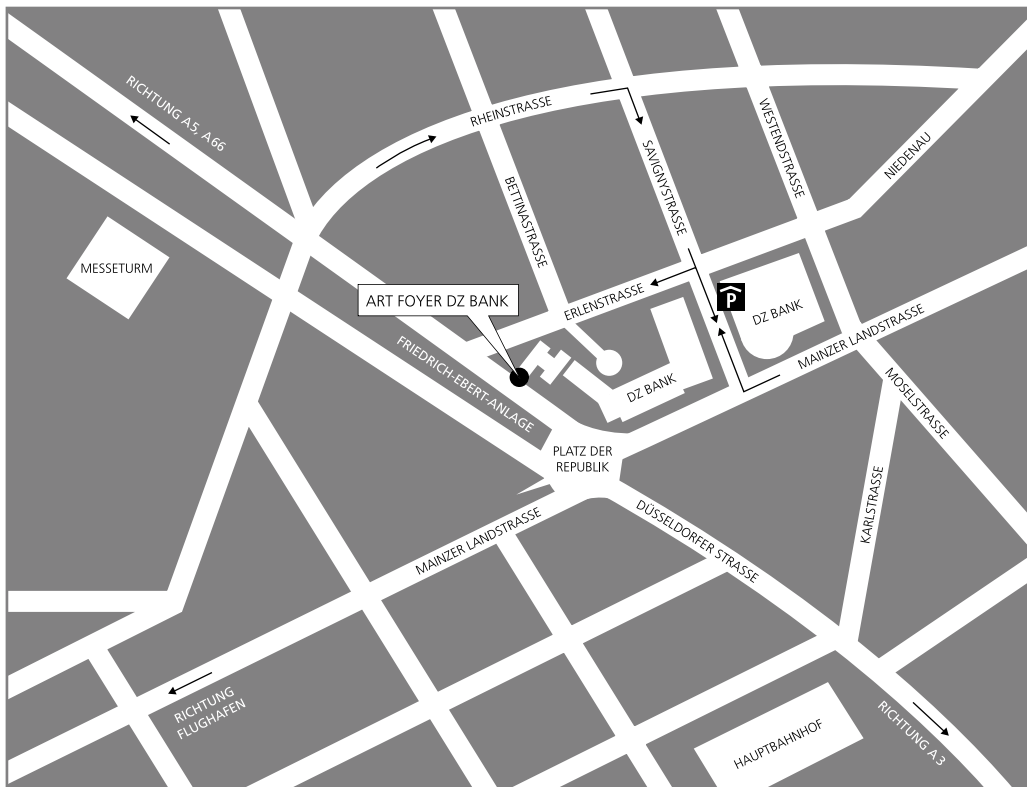 RICHTUNG A5, A66
RHEINSTRASSE
WESTENDSTRASSE
SAVIGNYSTRASSE
NIEDENAU
BETTINASTRASSE
MESSETURM
ART FOYER DZ BANK
ERLENSTRASSE
P
DZ BANK
MAINZER LANDSTRASSE
FRIEDRICH-EBERT-ANLAGE
DZ BANK
MOSELSTRASSE
PLATZ DER
REPUBLIK
KARLSTRASSE
MAINZER LANDSTRASSE
DÜSSELDORFER STRASSE
RICHTUNG
FLUGHAFEN
HAUPTBAHNHOF
RICHTUNG A3